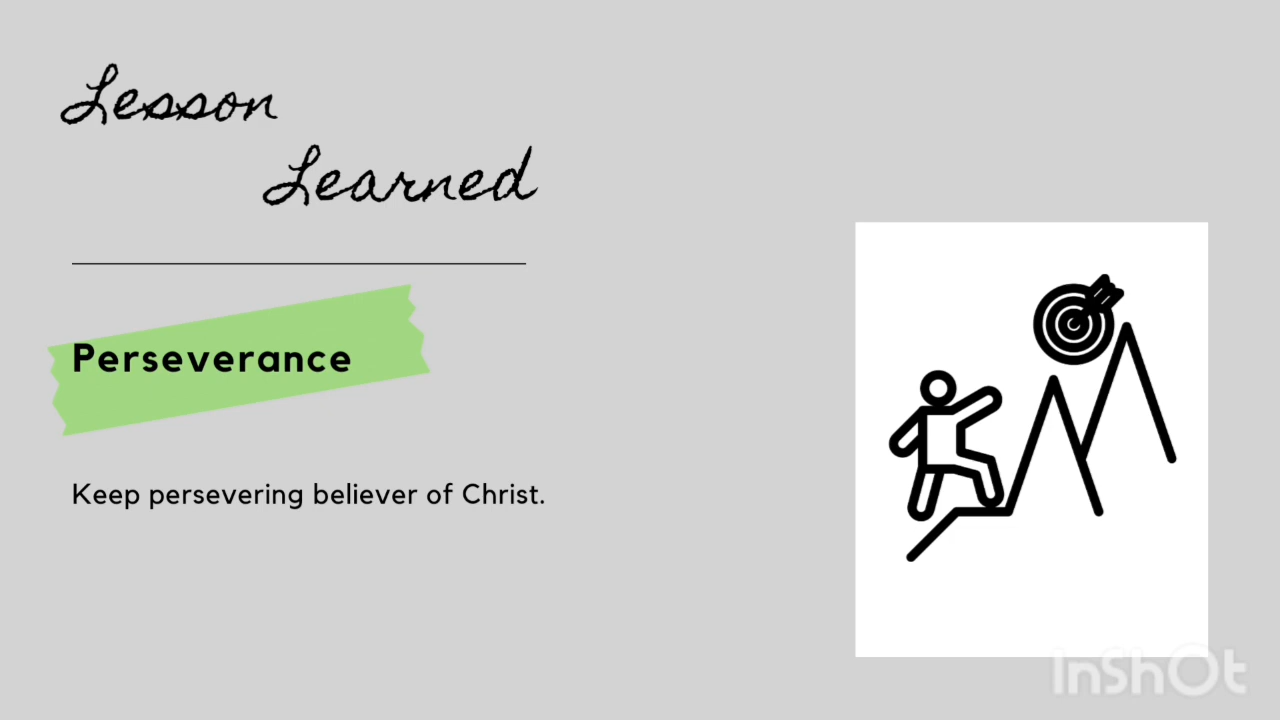 Lesson
Learned
Perseverance
Keep persevering believer of Christ.
InShOt